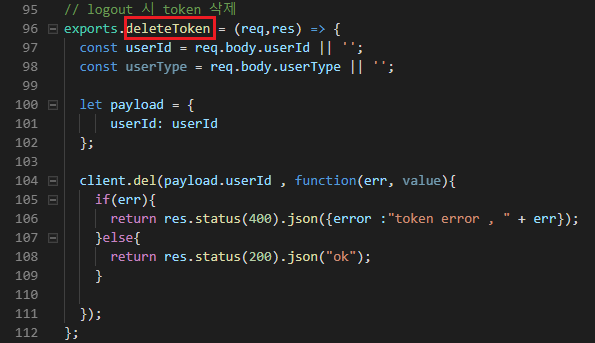 95 // logout 시 token 삭제
96 exports.deleteToken = (req,res) => {
97 const userId = req.body.userId || '';
98 const userType = req.body.userType || '';
99
100 let payload = {
101 userId: userId
102 };
103
104 client.del(payload.userId , function(err, value){
105 if(err){
106 return res.status(400).json({error :"token error , " + err});
107 }else{
108 return res.status(200).json("ok");
109 }
110
111 });
112 };